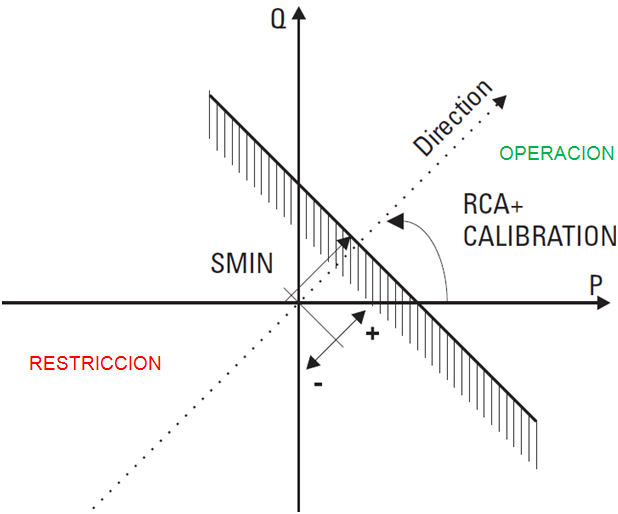 Q
Direction
OPERACION
RCA+
CALIBRATION
SMIN
P
+
RESTRICCION
-